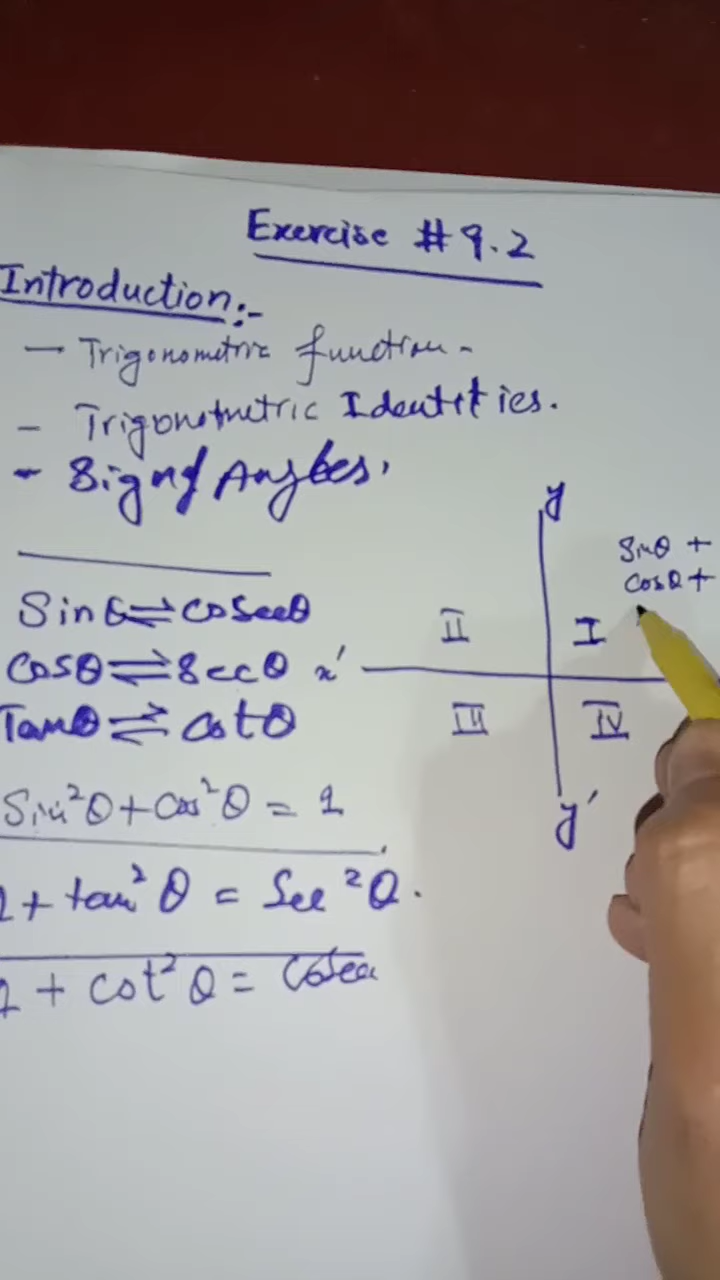 Exercise # 9.2
Introduction:-
— Trigonometric function -
- Trigonometric Identities.
- Sign of Angles,
Sinθ ⇌ Cosecθ
Cosθ ⇌ Secθ
Tanθ ⇌ Cotθ
Sin²θ + Cos²θ = 1
1 + tan²θ = Sec²θ.
1 + cot²θ = Cosec
y
Sinθ +
Cosθ +
II I
x'
III IV
y'